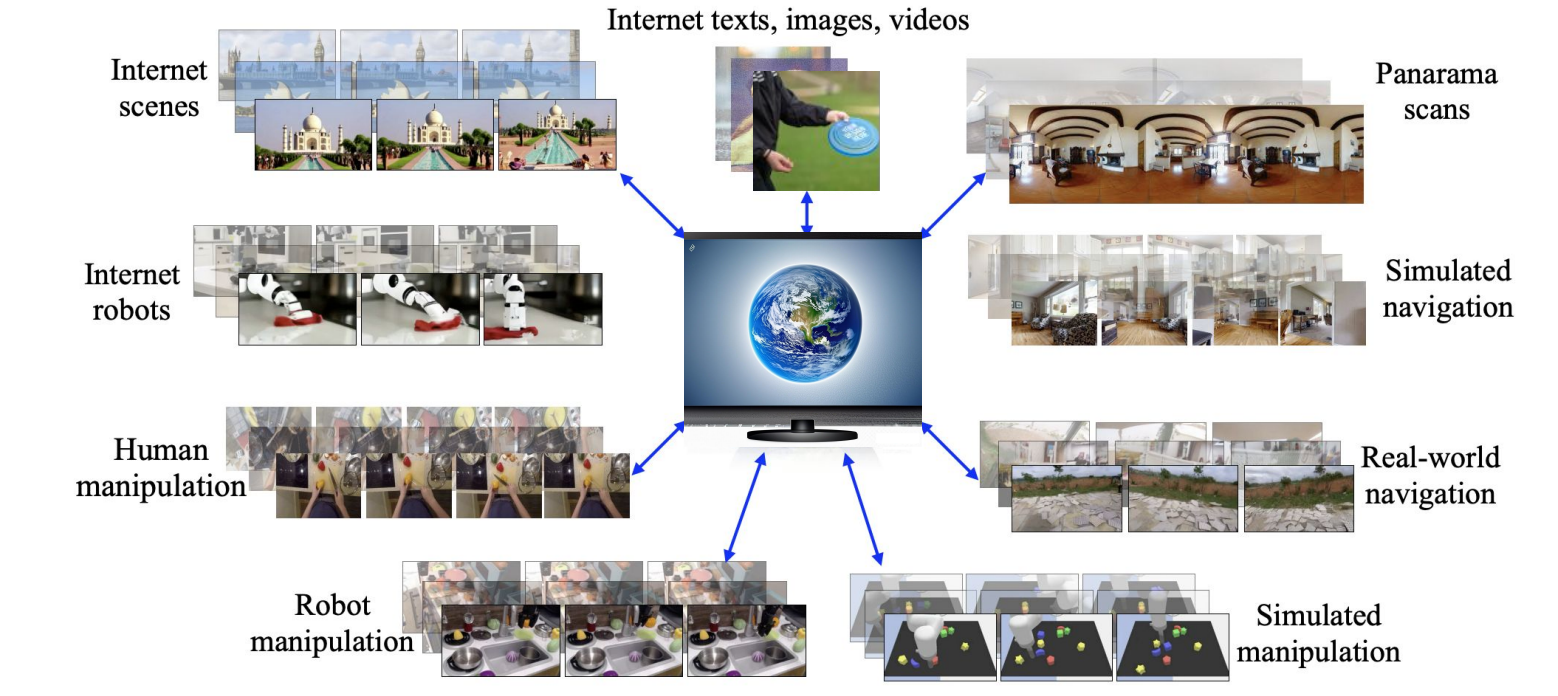 Internet texts, images, videos
Internet
scenes
Panarama
scans
Internet
robots
Simulated
navigation
Human
manipulation
Real-world
navigation
Robot
manipulation
Simulated
manipulation